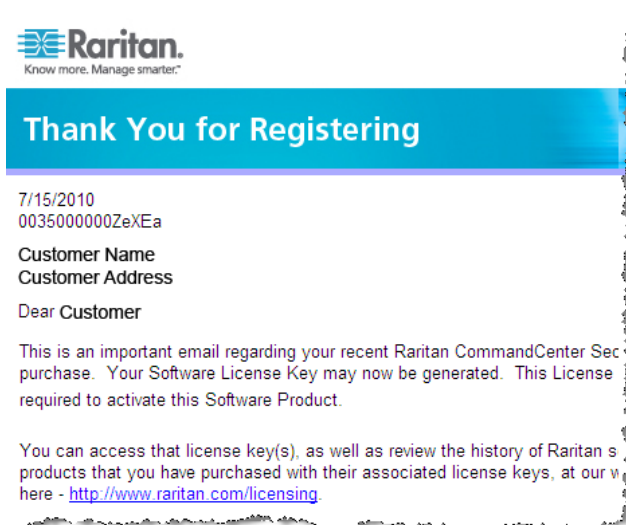 Raritan.
Know more. Manage smarter.™
Thank You for Registering
7/15/2010
0035000000ZeXEa
Customer Name
Customer Address
Dear Customer
This is an important email regarding your recent Raritan CommandCenter Sec
purchase. Your Software License Key may now be generated. This License
required to activate this Software Product.
You can access that license key(s), as well as review the history of Raritan s
products that you have purchased with their associated license keys, at our w
here - http://www.raritan.com/licensing.